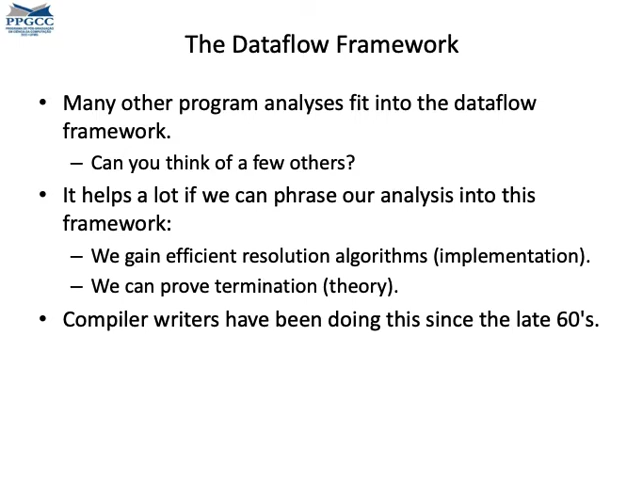 PPGCC
The Dataflow Framework
• Many other program analyses fit into the dataflow
framework.
– Can you think of a few others?
• It helps a lot if we can phrase our analysis into this
framework:
– We gain efficient resolution algorithms (implementation).
– We can prove termination (theory).
• Compiler writers have been doing this since the late 60's.